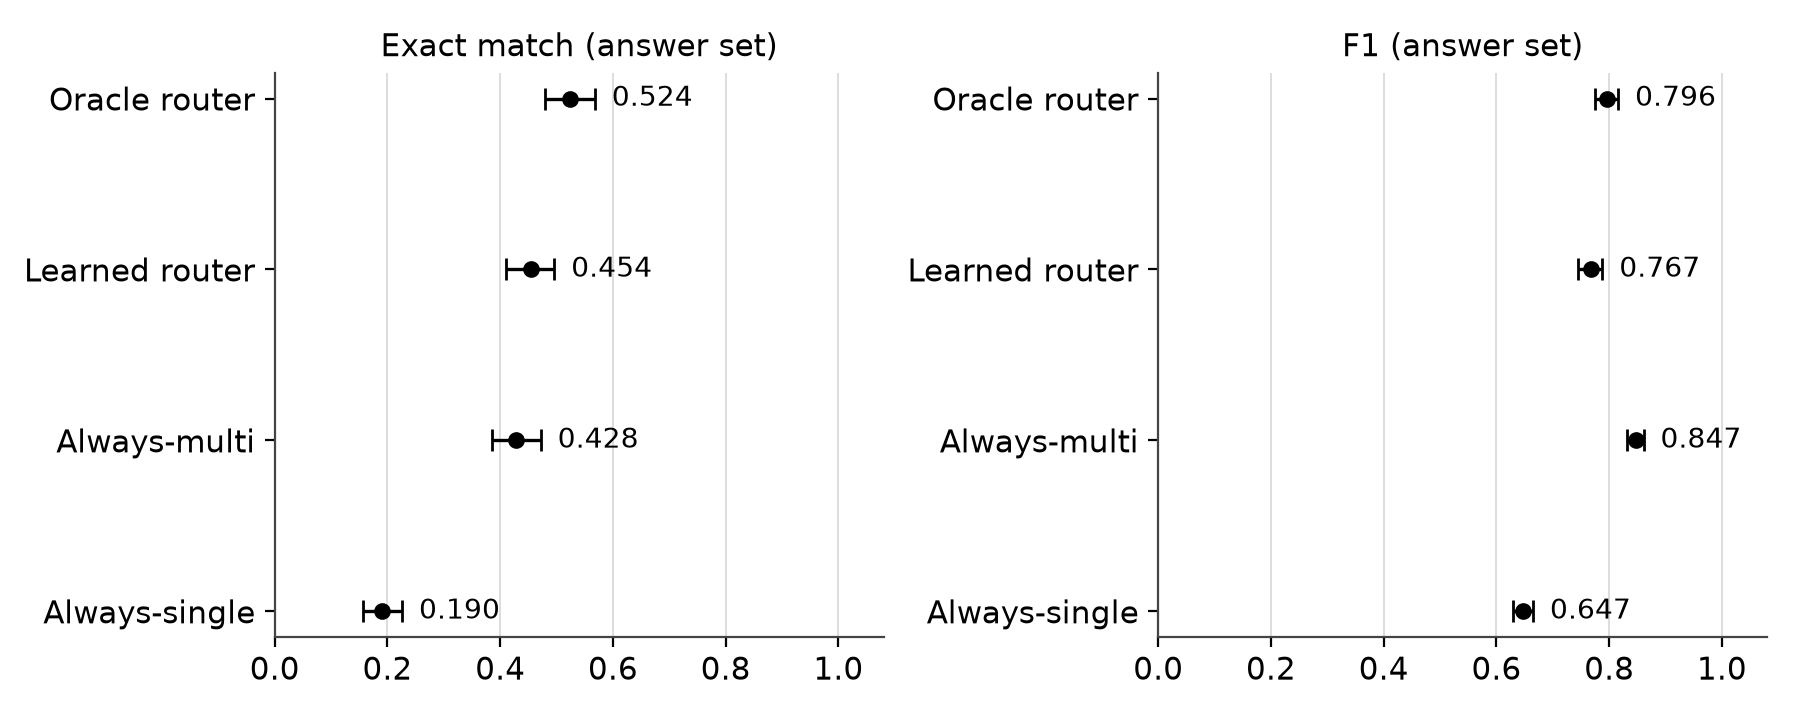 Exact match (answer set)
Oracle router
0.524
Learned router
0.454
Always-multi
0.428
Always-single
0.190
0.0 0.2 0.4 0.6 0.8 1.0
F1 (answer set)
Oracle router
0.796
Learned router
0.767
Always-multi
0.847
Always-single
0.647
0.0 0.2 0.4 0.6 0.8 1.0